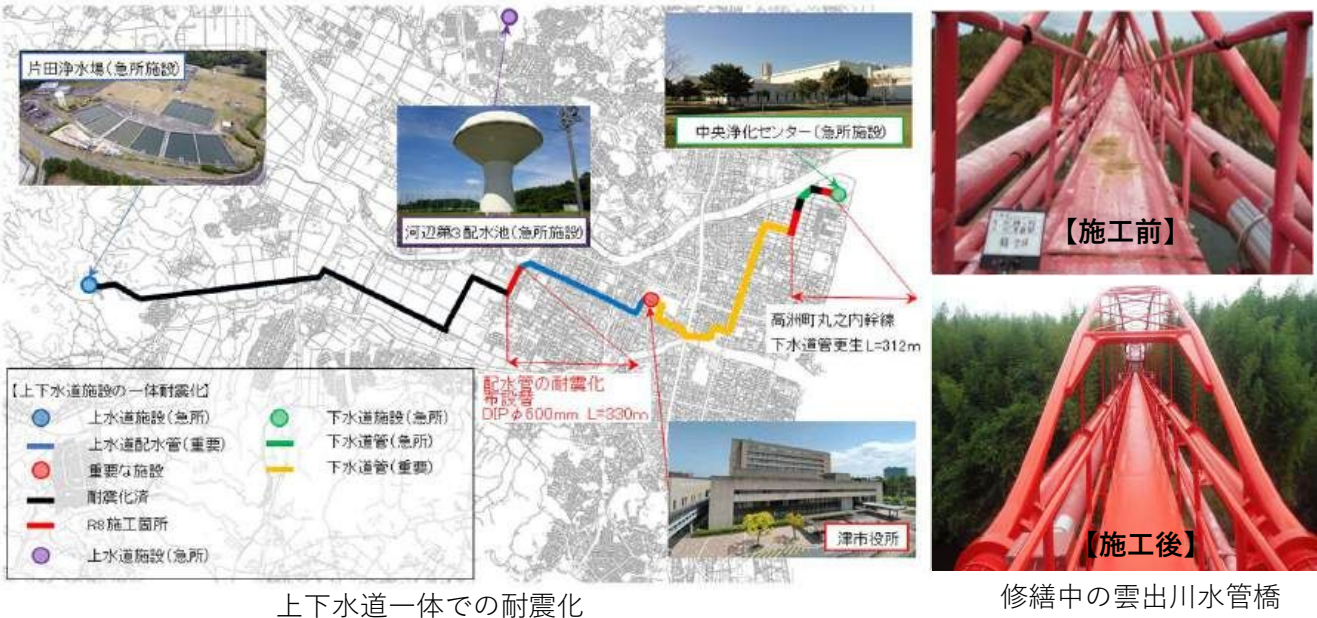 片田浄水場(急所施設)
河辺第3配水池(急所施設)
中央浄化センター(急所施設)
高洲町丸之内幹線
下水道管更生L=312m
配水管の耐震化
布設替
DIPφ600mm L=330m
津市役所
【上下水道施設の一体耐震化】
上水道施設(急所)
上水道配水管(重要)
重要な施設
耐震化済
R8施工箇所
上水道施設(急所)
下水道施設(急所)
下水道管(急所)
下水道管(重要)
上下水道一体での耐震化
【施工前】
【施工後】
修繕中の雲出川水管橋